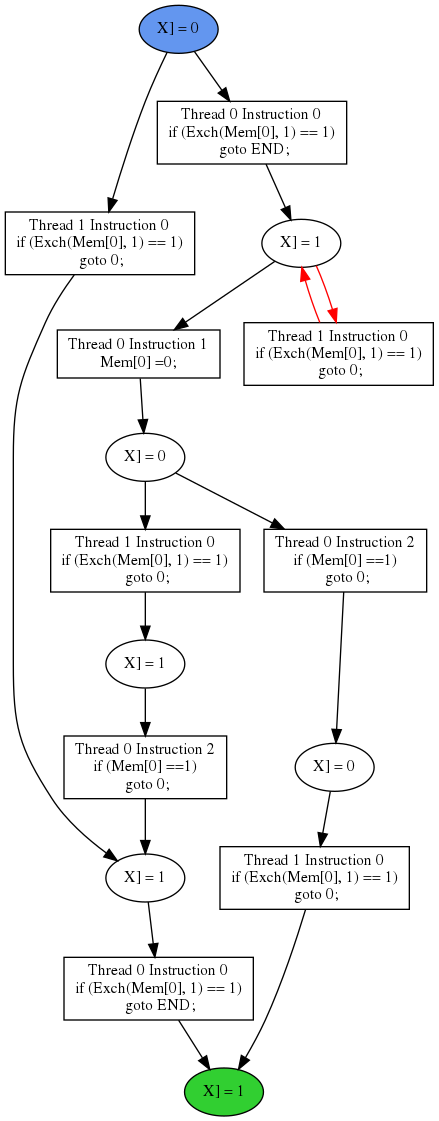 X] = 0
Thread 0 Instruction 0
if (Exch(Mem[0], 1) == 1)
goto END;
Thread 1 Instruction 0
if (Exch(Mem[0], 1) == 1)
goto 0;
X] = 1
Thread 0 Instruction 1
Mem[0] =0;
Thread 1 Instruction 0
if (Exch(Mem[0], 1) == 1)
goto 0;
X] = 0
Thread 1 Instruction 0
if (Exch(Mem[0], 1) == 1)
goto 0;
Thread 0 Instruction 2
if (Mem[0] ==1)
goto 0;
X] = 1
Thread 0 Instruction 2
if (Mem[0] ==1)
goto 0;
X] = 0
X] = 1
Thread 1 Instruction 0
if (Exch(Mem[0], 1) == 1)
goto 0;
Thread 0 Instruction 0
if (Exch(Mem[0], 1) == 1)
goto END;
X] = 1